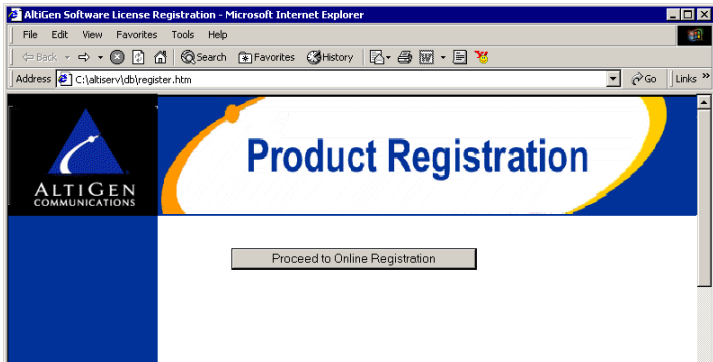 AltiGen Software License Registration - Microsoft Internet Explorer
File Edit View Favorites Tools Help
Back Search Favorites History
Address C:\altiserv\db\register.htm Go Links »
ALTIGEN
COMMUNICATIONS
Product Registration
Proceed to Online Registration